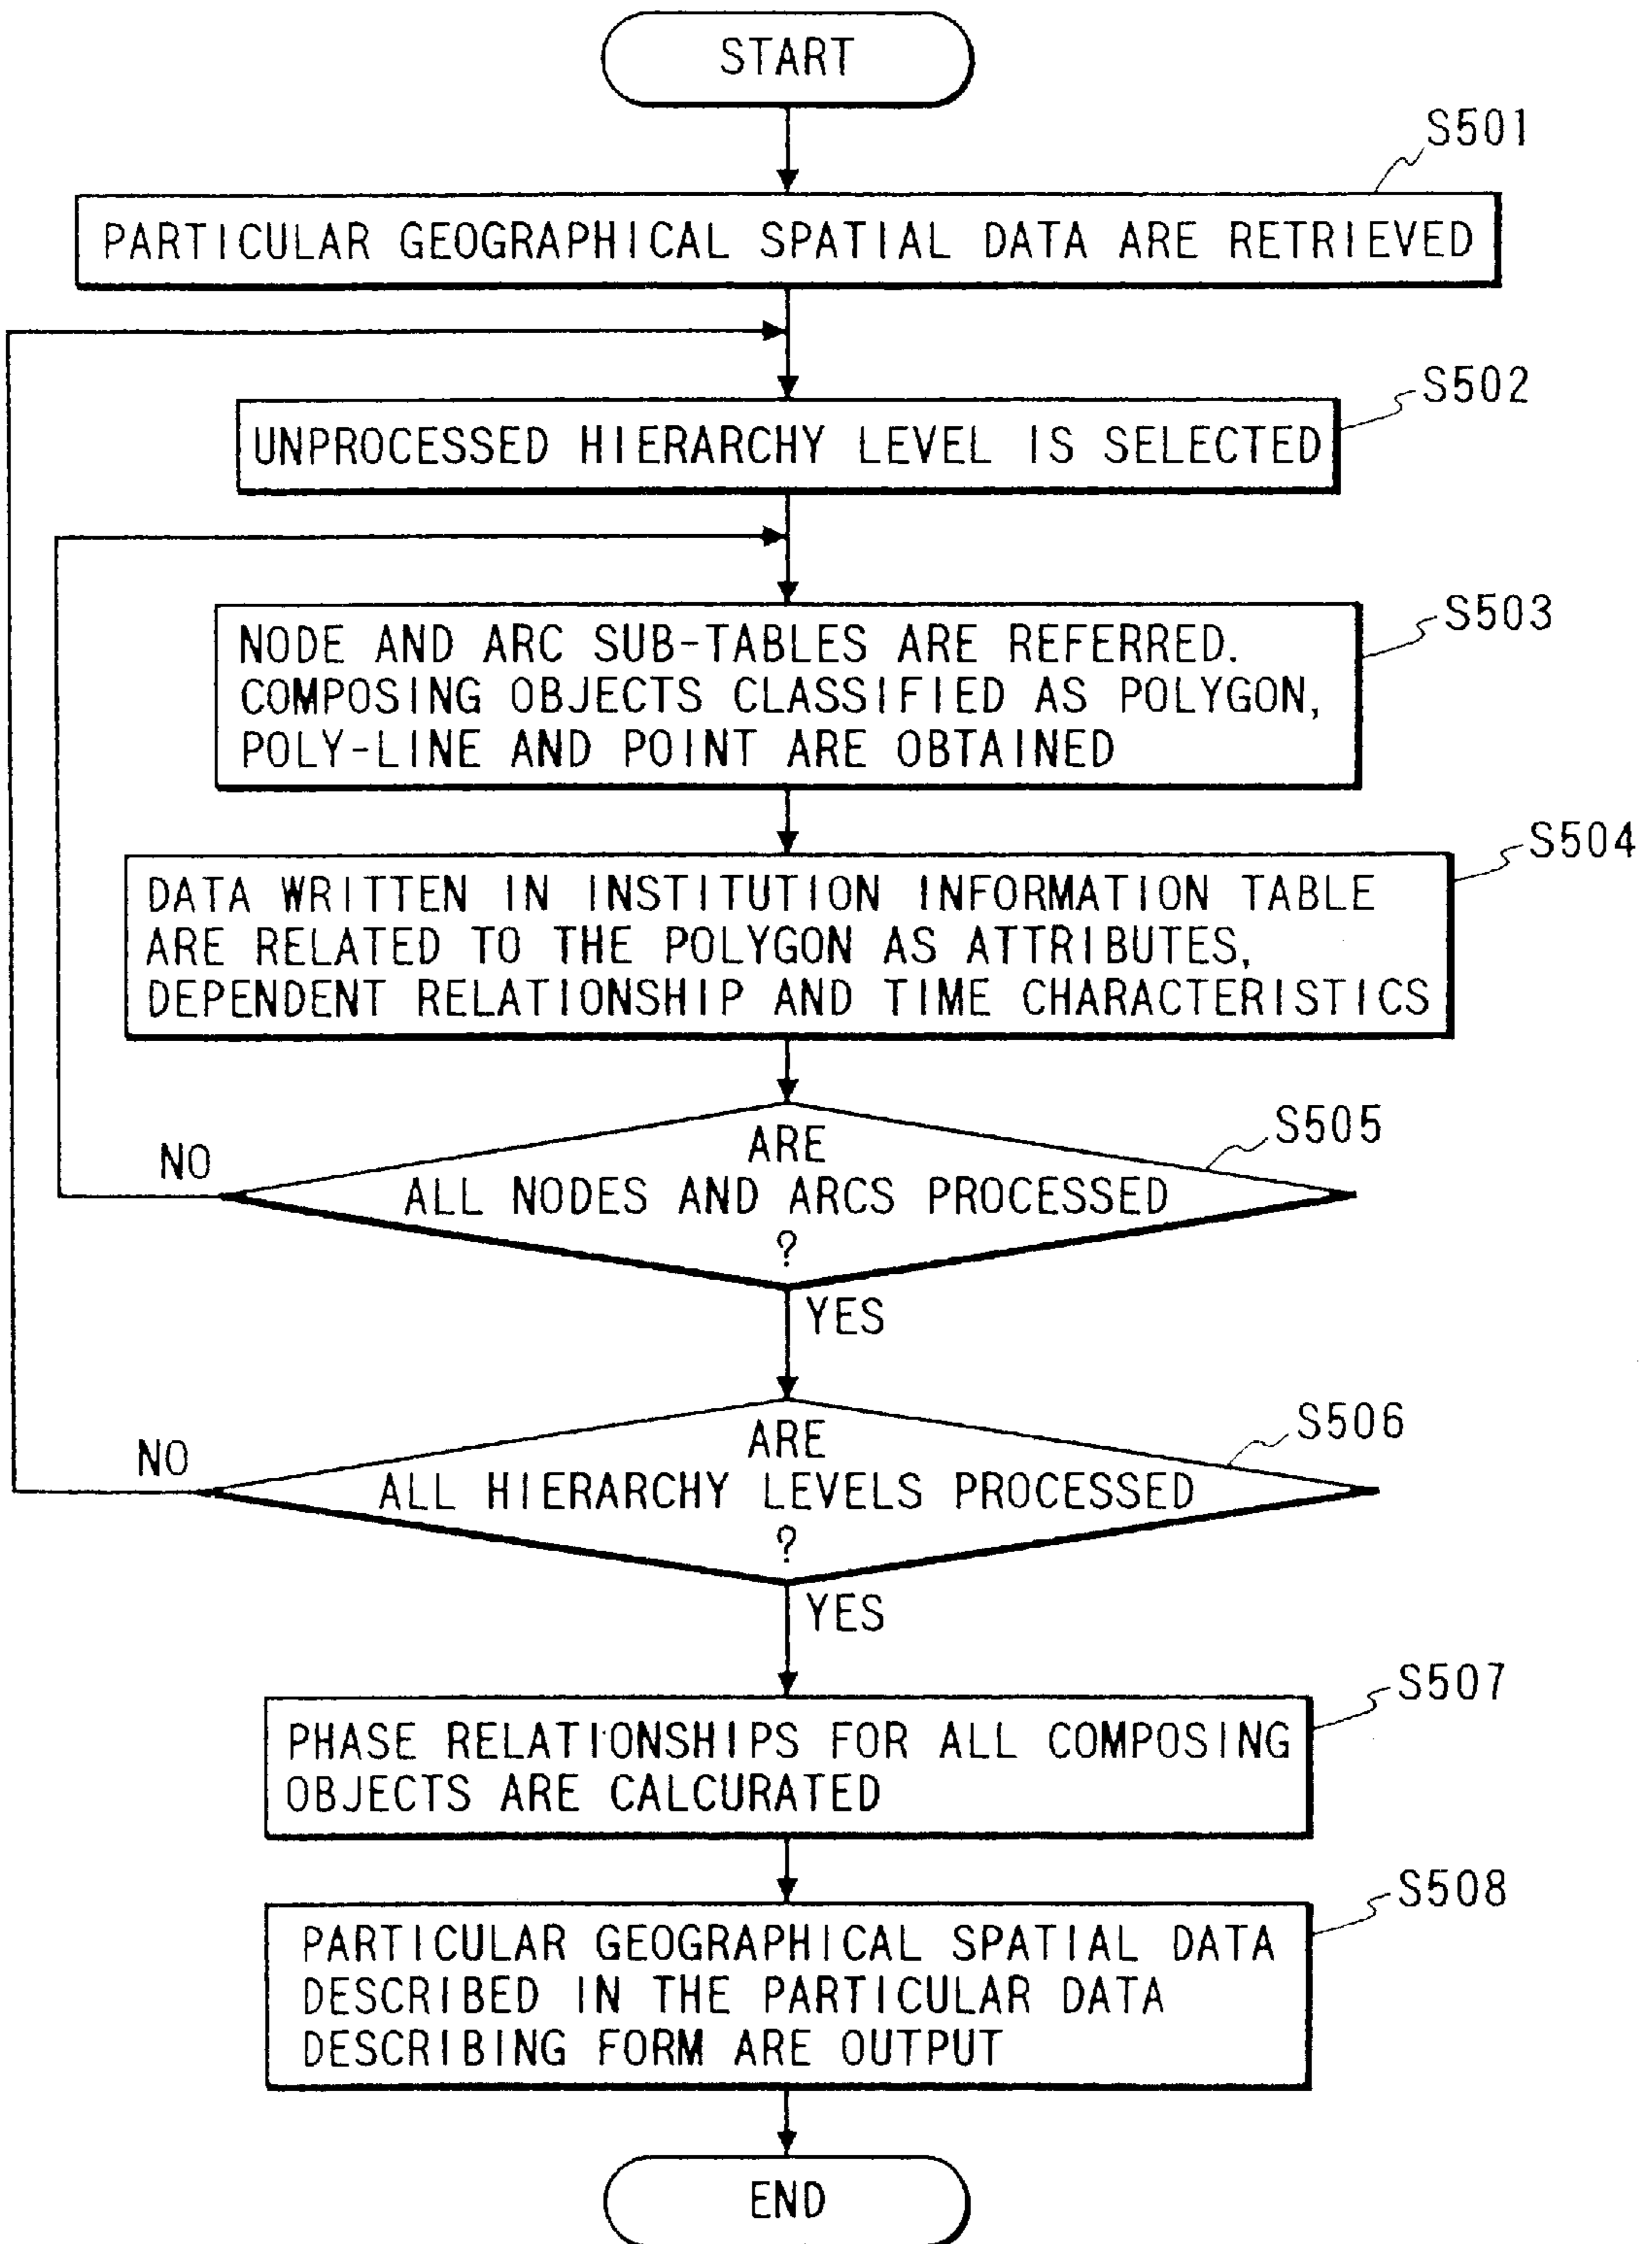 START
S501
PARTICULAR GEOGRAPHICAL SPATIAL DATA ARE RETRIEVED
S502
UNPROCESSED HIERARCHY LEVEL IS SELECTED
S503
NODE AND ARC SUB-TABLES ARE REFERRED.
COMPOSING OBJECTS CLASSIFIED AS POLYGON,
POLY-LINE AND POINT ARE OBTAINED
S504
DATA WRITTEN IN INSTITUTION INFORMATION TABLE
ARE RELATED TO THE POLYGON AS ATTRIBUTES,
DEPENDENT RELATIONSHIP AND TIME CHARACTERISTICS
S505
NO
ARE
ALL NODES AND ARCS PROCESSED
?
YES
S506
NO
ARE
ALL HIERARCHY LEVELS PROCESSED
?
YES
S507
PHASE RELATIONSHIPS FOR ALL COMPOSING
OBJECTS ARE CALCURATED
S508
PARTICULAR GEOGRAPHICAL SPATIAL DATA
DESCRIBED IN THE PARTICULAR DATA
DESCRIBING FORM ARE OUTPUT
END